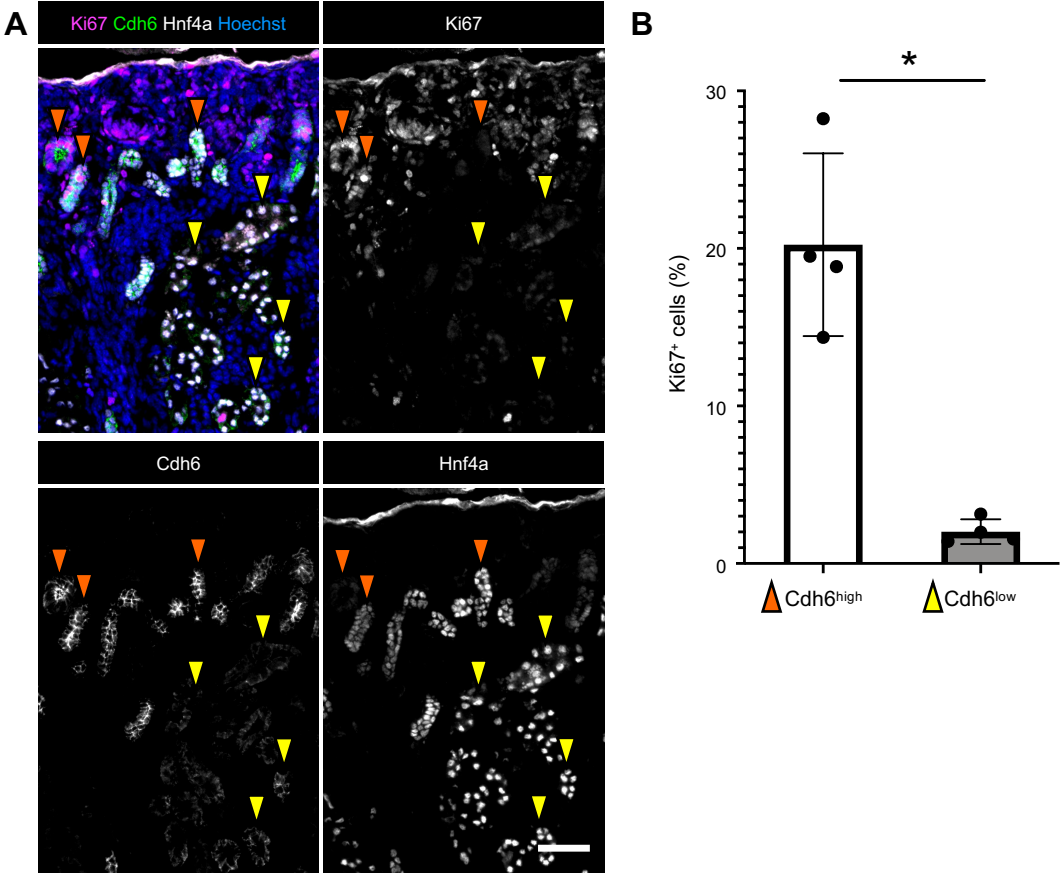 A
Ki67 Cdh6 Hnf4a Hoechst
Ki67
Cdh6
Hnf4a
B
*
Ki67⁺ cells (%)
30
20
10
0
Cdh6ʰⁱᵍʰ
Cdh6ˡᵒʷ